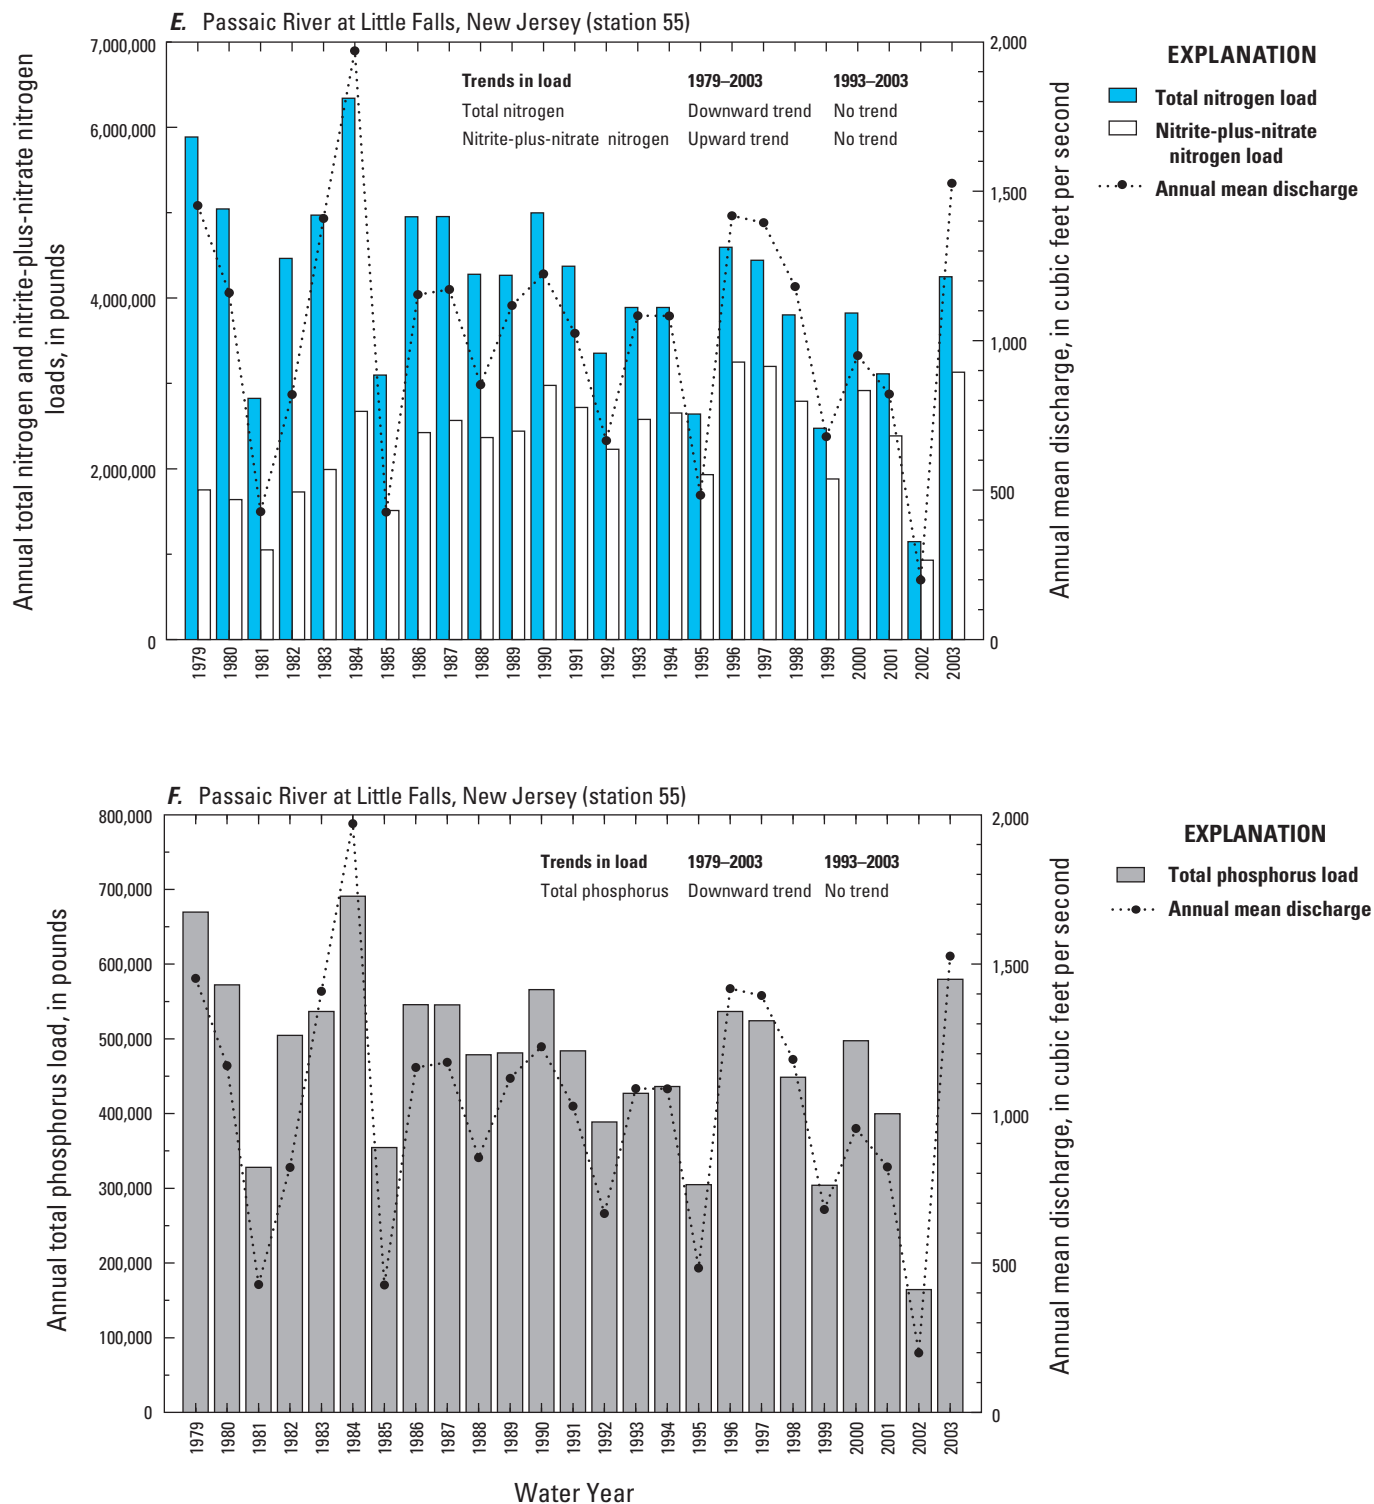 E. Passaic River at Little Falls, New Jersey (station 55)
Annual total nitrogen and nitrite-plus-nitrate nitrogen
loads, in pounds
7,000,000
6,000,000
4,000,000
2,000,000
0
Trends in load 1979–2003 1993–2003
Total nitrogen Downward trend No trend
Nitrite-plus-nitrate nitrogen Upward trend No trend
2,000
1,500
1,000
500
0
Annual mean discharge, in cubic feet per second
EXPLANATION
Total nitrogen load
Nitrite-plus-nitrate
nitrogen load
Annual mean discharge
1979 1980 1981 1982 1983 1984 1985 1986 1987 1988 1989 1990 1991 1992 1993 1994 1995 1996 1997 1998 1999 2000 2001 2002 2003
F. Passaic River at Little Falls, New Jersey (station 55)
Annual total phosphorus load, in pounds
800,000
700,000
600,000
500,000
400,000
300,000
200,000
100,000
0
Trends in load 1979–2003 1993–2003
Total phosphorus Downward trend No trend
2,000
1,500
1,000
500
0
Annual mean discharge, in cubic feet per second
EXPLANATION
Total phosphorus load
Annual mean discharge
1979 1980 1981 1982 1983 1984 1985 1986 1987 1988 1989 1990 1991 1992 1993 1994 1995 1996 1997 1998 1999 2000 2001 2002 2003
Water Year